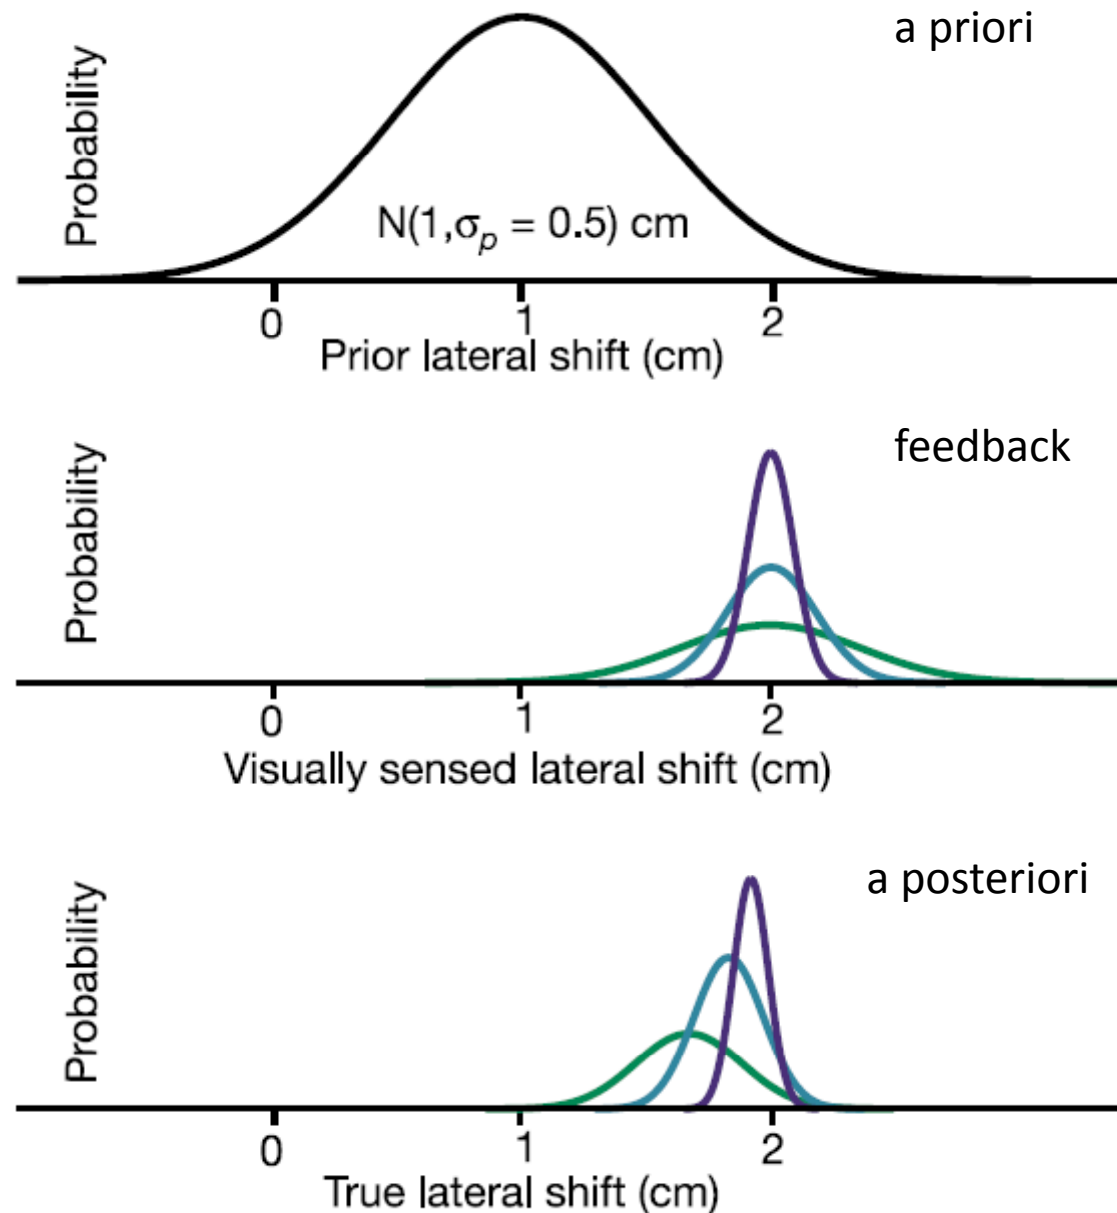 a priori
Probability
N(1,σₚ = 0.5) cm
0 1 2
Prior lateral shift (cm)
feedback
Probability
0 1 2
Visually sensed lateral shift (cm)
a posteriori
Probability
0 1 2
True lateral shift (cm)